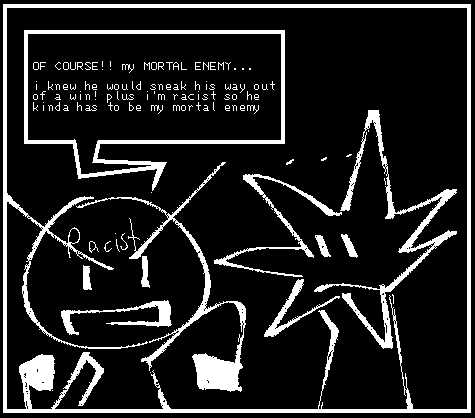 OF COURSE!! my MORTAL ENEMY...
i knew he would sneak his way out
of a win! plus i'm racist so he
kinda has to be my mortal enemy
Racist